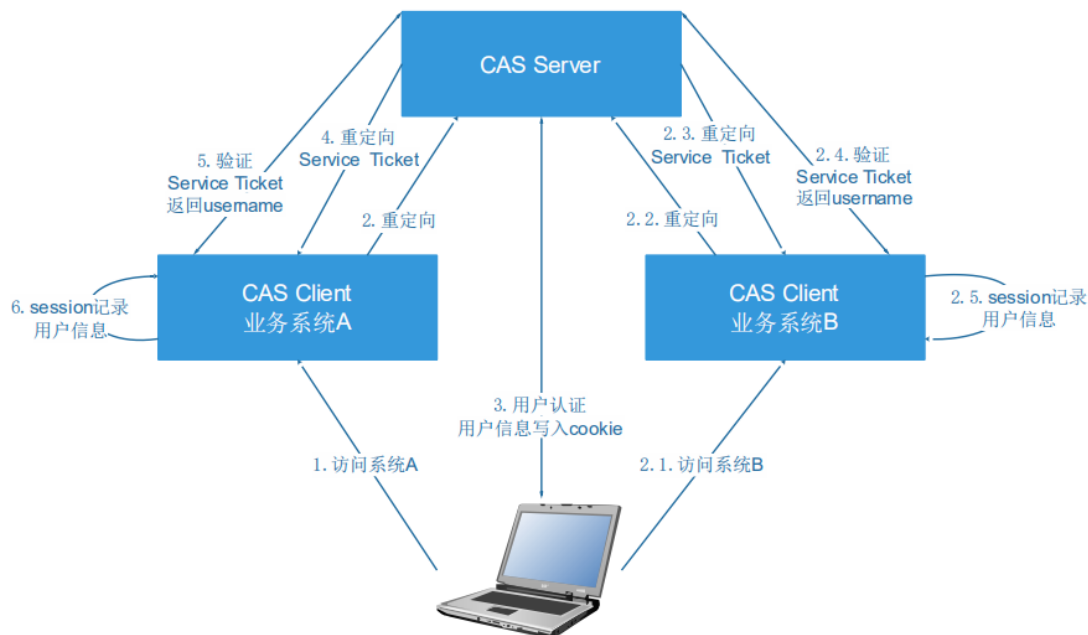 CAS Server
4.重定向
Service Ticket
2.3.重定向
Service Ticket
5.验证
Service Ticket
返回username
2.4.验证
Service Ticket
返回username
2.重定向
2.2.重定向
CAS Client
业务系统A
CAS Client
业务系统B
6.session记录
用户信息
2.5.session记录
用户信息
3.用户认证
用户信息写入cookie
1.访问系统A
2.1.访问系统B